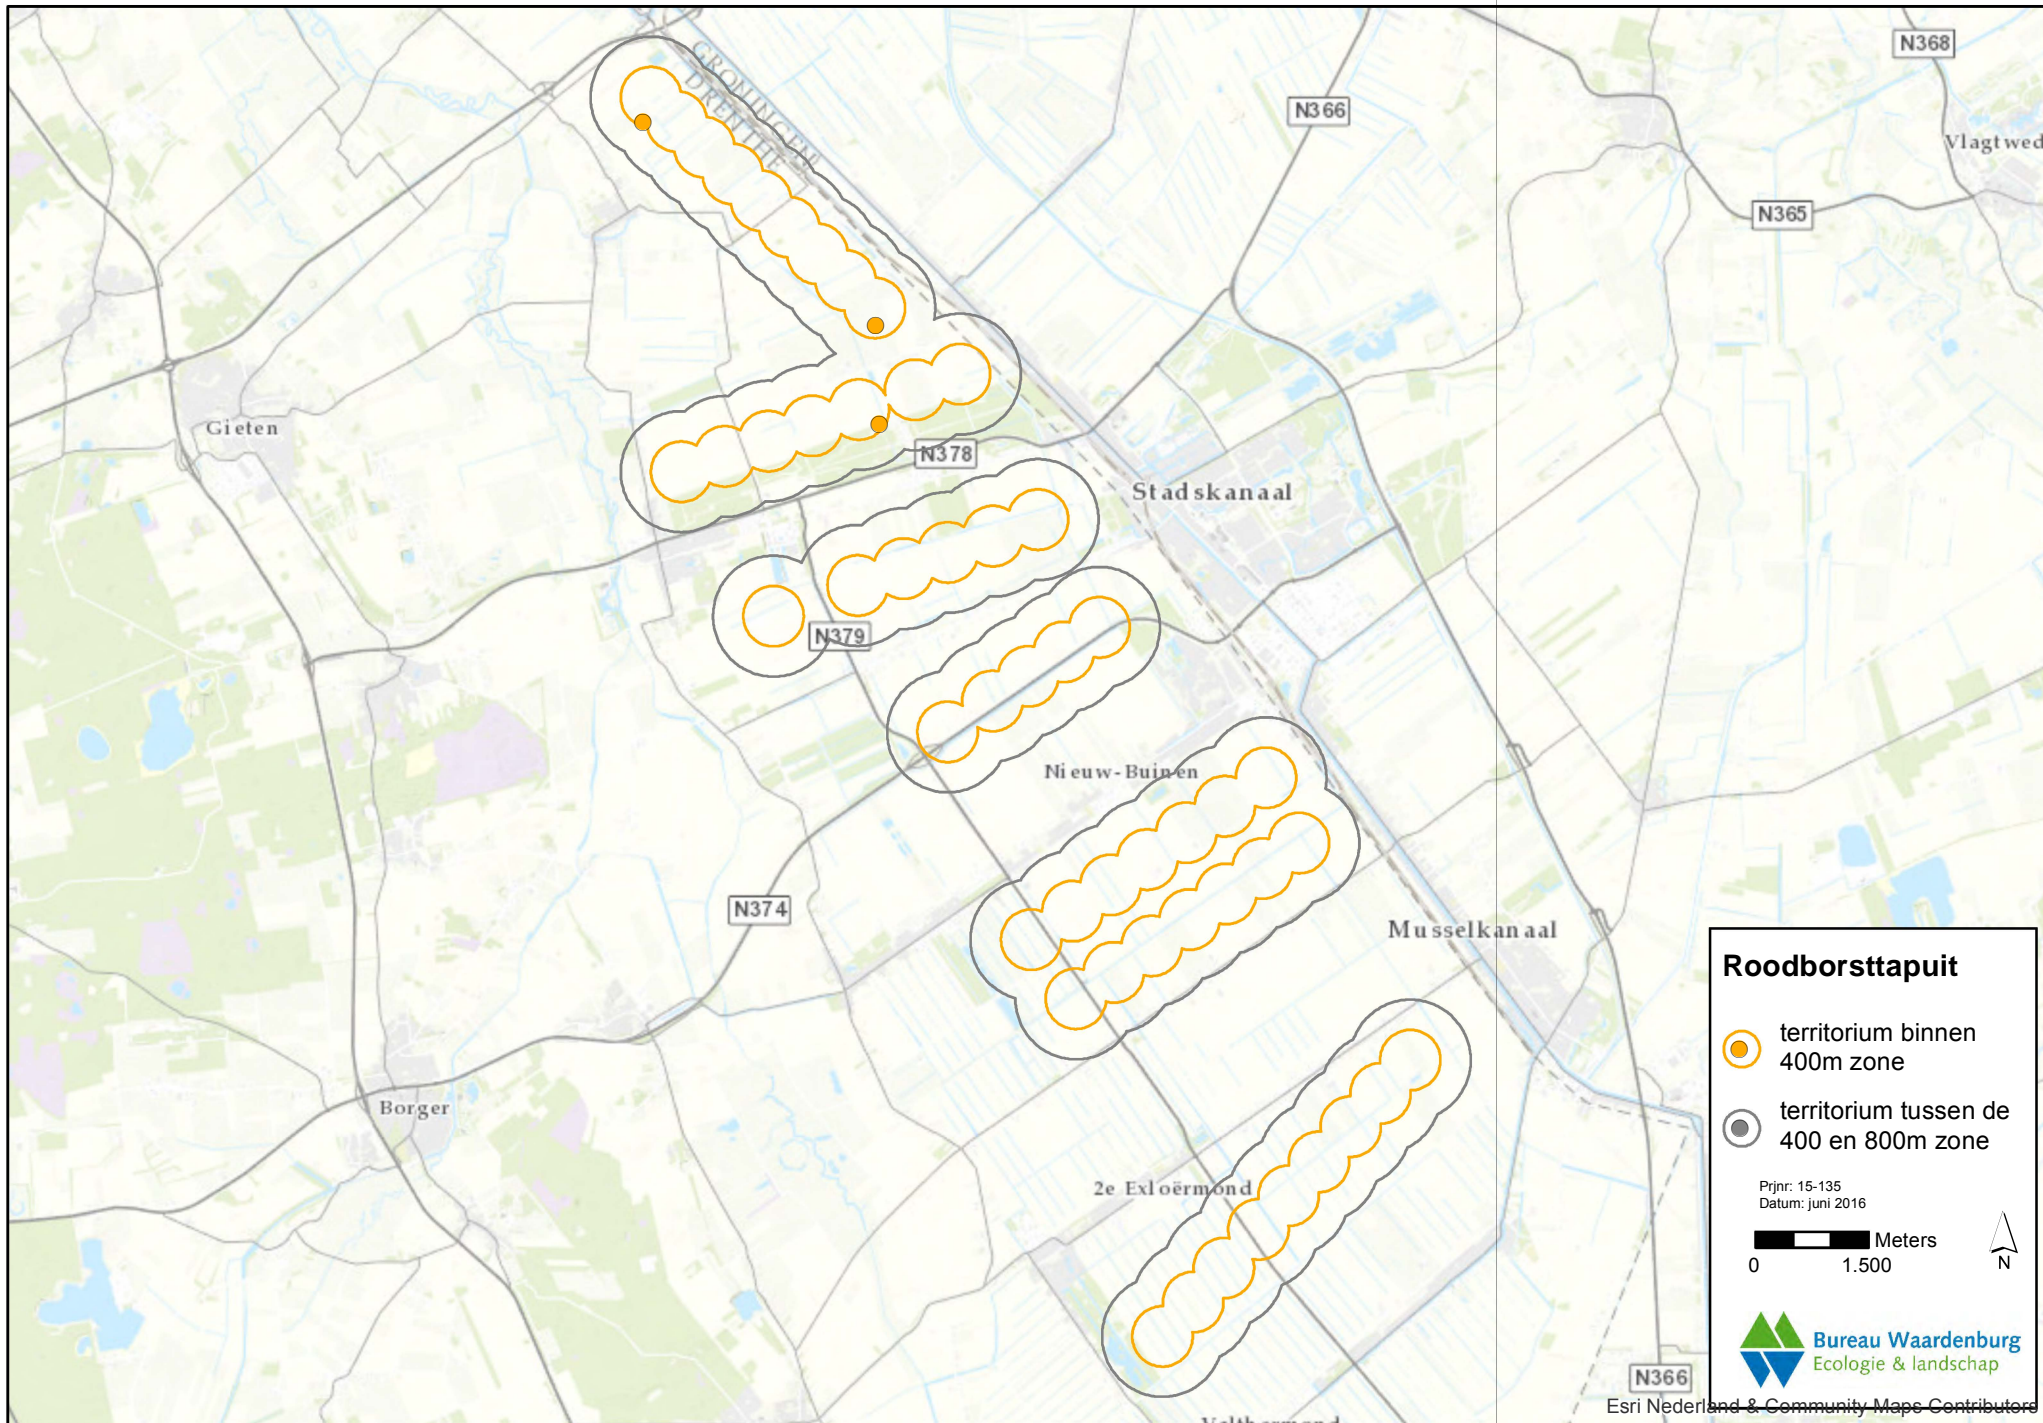 N368
GRONINGEN
DRENTHE
N366
Vlagtwed
N365
Gieten
N378
Stadskanaal
N379
Nieuw-Buinen
N374
Musselkanaal
Borger
2e Exloërmond
N366
Roodborsttapuit
territorium binnen
400m zone
territorium tussen de
400 en 800m zone
Prjnr: 15-135
Datum: juni 2016
Meters
0 1.500
N
Bureau Waardenburg
Ecologie & landschap
Esri Nederland & Community Maps Contributors